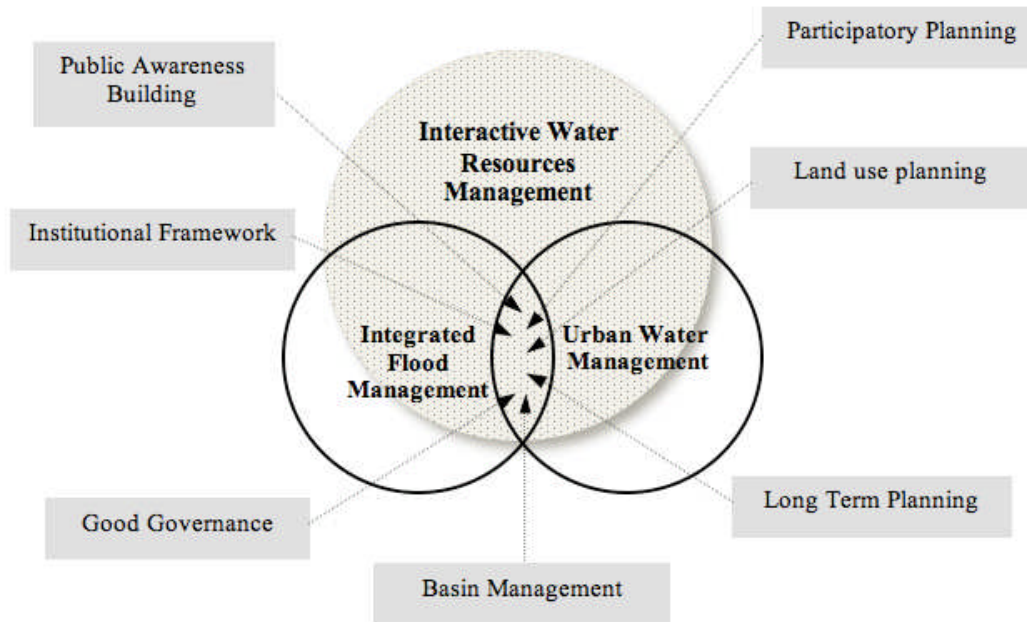 Participatory Planning
Public Awareness
Building
Interactive Water
Resources
Management
Land use planning
Institutional Framework
Integrated
Flood
Management
Urban Water
Management
Long Term Planning
Good Governance
Basin Management